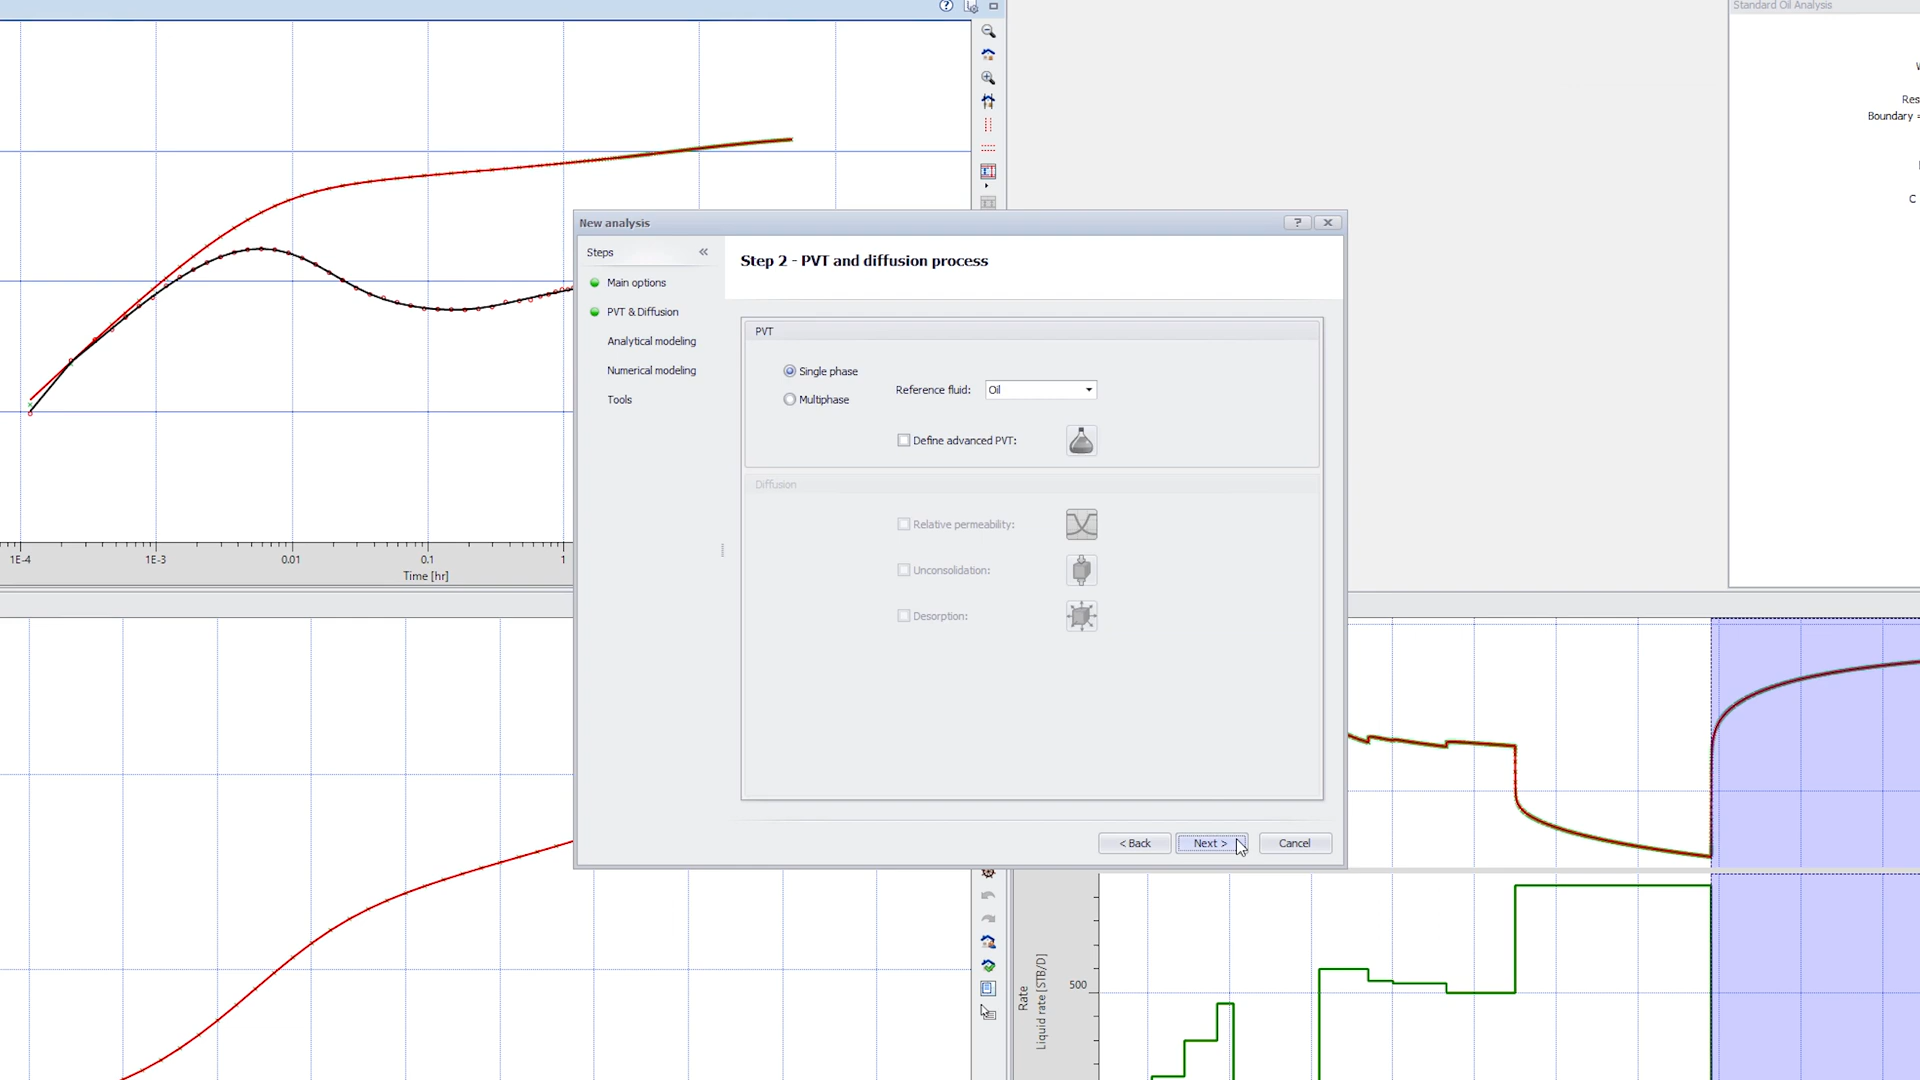 Standard Oil Analysis
Boundary =
C
New analysis
Steps
Main options
PVT & Diffusion
Analytical modeling
Numerical modeling
Tools
Step 2 - PVT and diffusion process
PVT
Single phase
Multiphase
Reference fluid: Oil
Define advanced PVT:
Diffusion
Relative permeability:
Unconsolidation:
Desorption:
< Back
Next >
Cancel
1E-4
1E-3
0.01
0.1
1
Time [hr]
Rate
Liquid rate [STB/D]
500